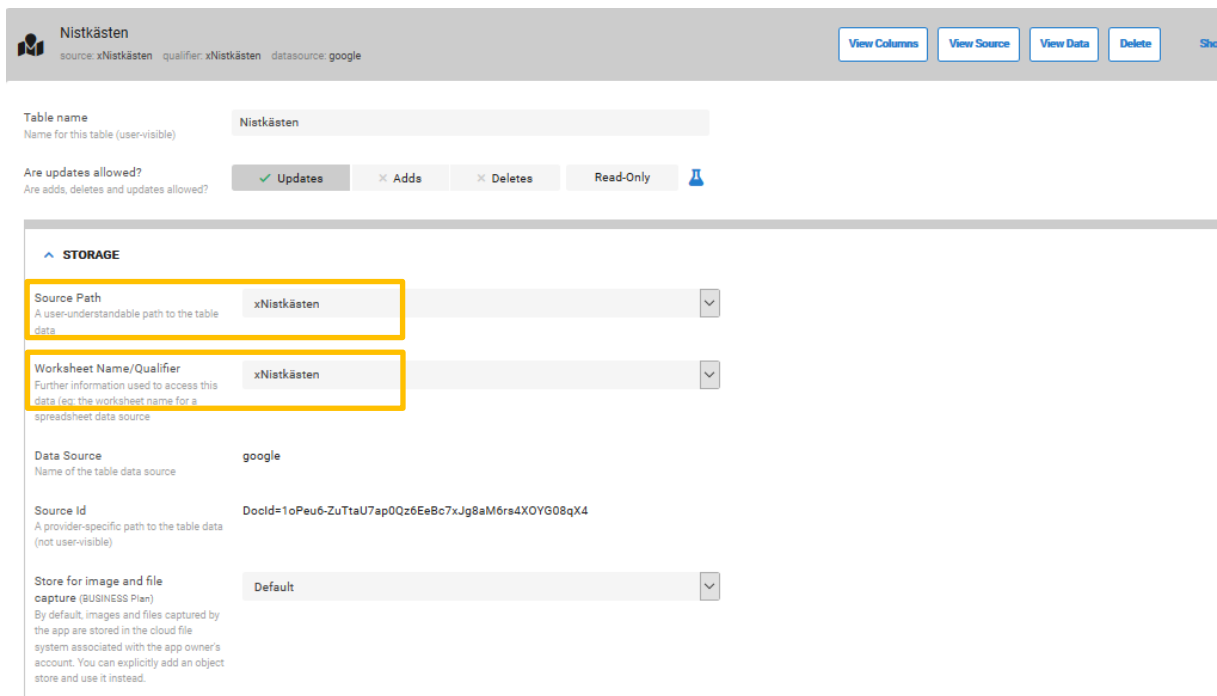 Nistkästen
source: xNistkästen qualifier: xNistkästen datasource: google
View Columns View Source View Data Delete
Table name
Name for this table (user-visible)
Nistkästen
Are updates allowed?
Are adds, deletes and updates allowed?
Updates Adds Deletes Read-Only
STORAGE
Source Path
A user-understandable path to the table
data
xNistkästen
Worksheet Name/Qualifier
Further information used to access this
data (eg: the worksheet name for a
spreadsheet data source
xNistkästen
Data Source
Name of the table data source
google
Source Id
A provider-specific path to the table data
(not user-visible)
DocId=1oPeu6-ZuTtaU7ap0Qz6EeBc7xJg8aM6rs4XOYG08qX4
Store for image and file
capture (BUSINESS Plan)
By default, images and files captured by
the app are stored in the cloud file
system associated with the app owner's
account. You can explicitly add an object
store and use it instead.
Default